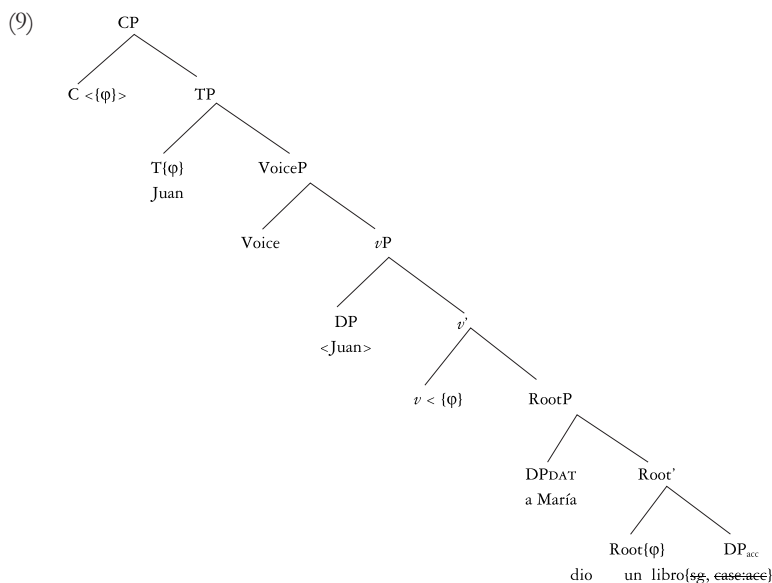 (9) CP
C <{φ}> TP
T{φ} VoiceP
Juan
Voice vP
DP v’
<Juan>
v < {φ} RootP
DPDAT Root’
a María
Root{φ} DPacc
dio un libro{sg, case:acc}